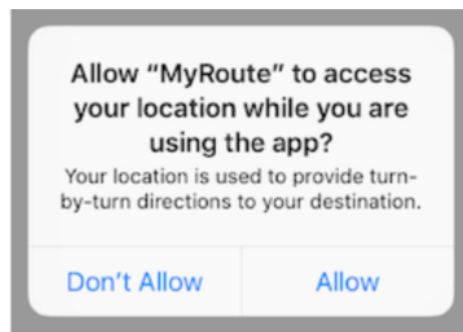 Allow “MyRoute” to access
your location while you are
using the app?
Your location is used to provide turn-
by-turn directions to your destination.
Don’t Allow
Allow